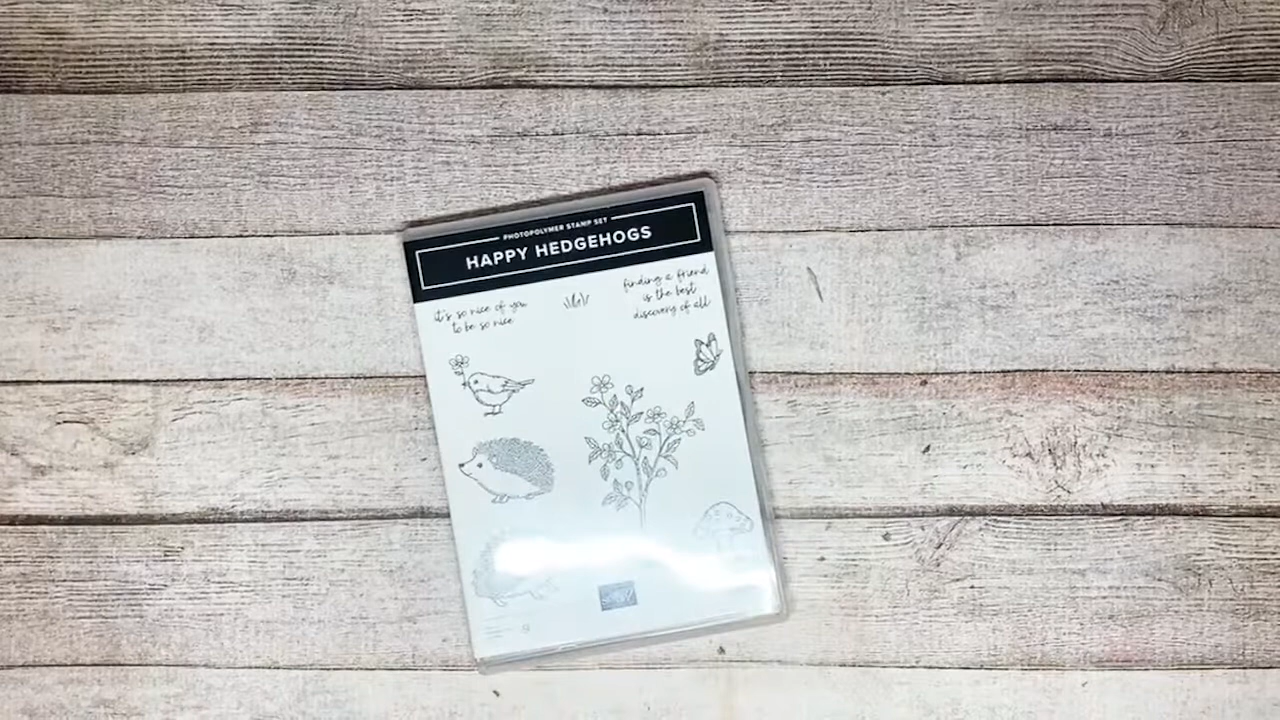 PHOTOPOLYMER STAMP SET
HAPPY HEDGEHOGS
it's so nice of you
to be so nice
finding a friend
is the best
discovery of all